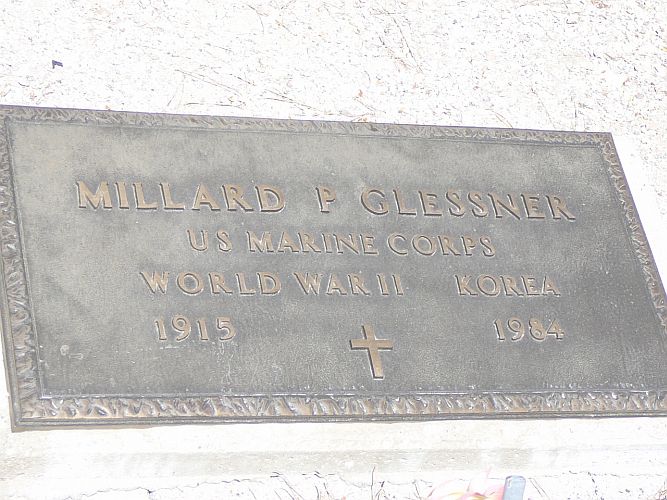 MILLARD P GLESSNER
US MARINE CORPS
WORLD WAR II KOREA
1915 1984